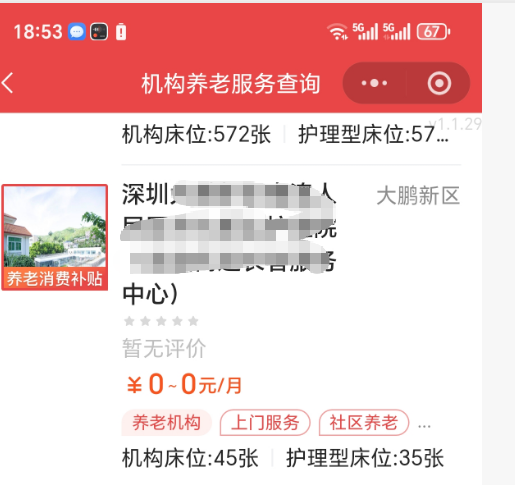 18:53
5G 5G 67
机构养老服务查询
v1.1.29
机构床位:572张 护理型床位:57...
深圳 人 大鹏新区
院
服务
中心）
养老消费补贴
暂无评价
¥0~0元/月
养老机构 上门服务 社区养老 ...
机构床位:45张 护理型床位:35张